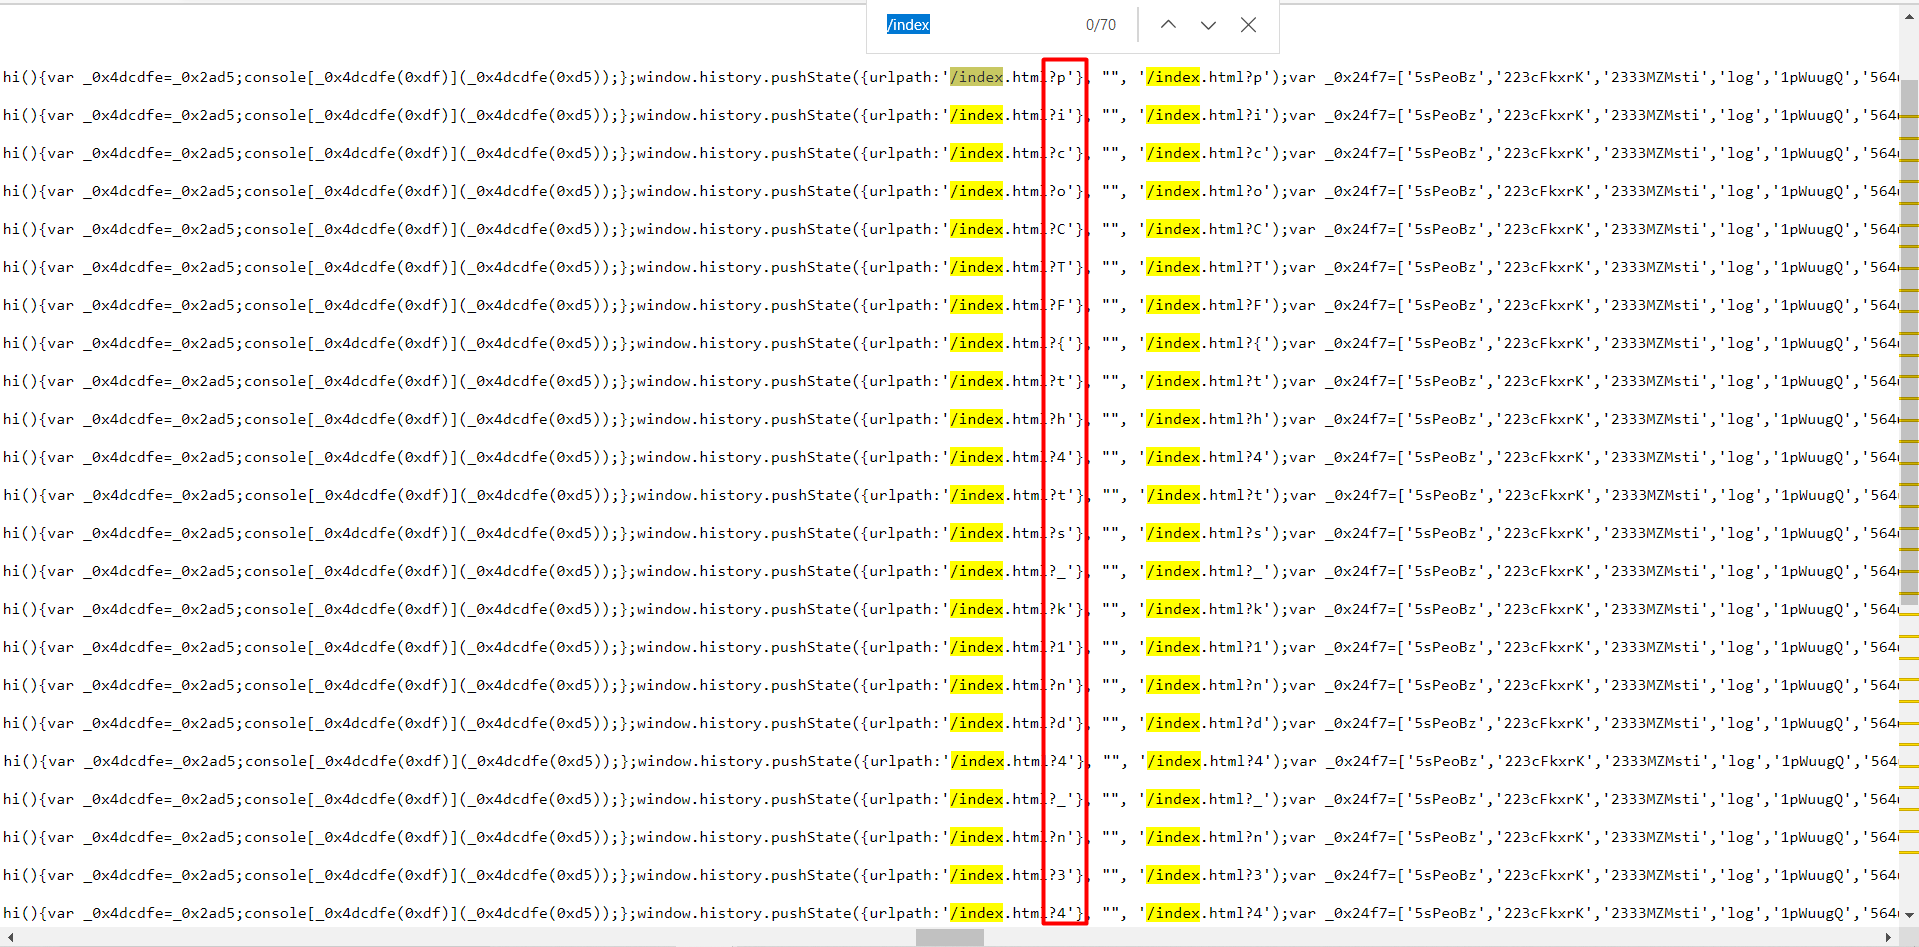 /index 0/70
hi(){var _0x4dcdfe=_0x2ad5;console[_0x4dcdfe(0xdf)](_0x4dcdfe(0xd5));};window.history.pushState({urlpath:'/index.html?p'}, "", '/index.html?p');var _0x24f7=['5sPeoBz','223cFkxrK','2333MZMsti','log','1pWuugQ','564
hi(){var _0x4dcdfe=_0x2ad5;console[_0x4dcdfe(0xdf)](_0x4dcdfe(0xd5));};window.history.pushState({urlpath:'/index.html?i'}, "", '/index.html?i');var _0x24f7=['5sPeoBz','223cFkxrK','2333MZMsti','log','1pWuugQ','564
hi(){var _0x4dcdfe=_0x2ad5;console[_0x4dcdfe(0xdf)](_0x4dcdfe(0xd5));};window.history.pushState({urlpath:'/index.html?c'}, "", '/index.html?c');var _0x24f7=['5sPeoBz','223cFkxrK','2333MZMsti','log','1pWuugQ','564
hi(){var _0x4dcdfe=_0x2ad5;console[_0x4dcdfe(0xdf)](_0x4dcdfe(0xd5));};window.history.pushState({urlpath:'/index.html?o'}, "", '/index.html?o');var _0x24f7=['5sPeoBz','223cFkxrK','2333MZMsti','log','1pWuugQ','564
hi(){var _0x4dcdfe=_0x2ad5;console[_0x4dcdfe(0xdf)](_0x4dcdfe(0xd5));};window.history.pushState({urlpath:'/index.html?C'}, "", '/index.html?C');var _0x24f7=['5sPeoBz','223cFkxrK','2333MZMsti','log','1pWuugQ','564
hi(){var _0x4dcdfe=_0x2ad5;console[_0x4dcdfe(0xdf)](_0x4dcdfe(0xd5));};window.history.pushState({urlpath:'/index.html?T'}, "", '/index.html?T');var _0x24f7=['5sPeoBz','223cFkxrK','2333MZMsti','log','1pWuugQ','564
hi(){var _0x4dcdfe=_0x2ad5;console[_0x4dcdfe(0xdf)](_0x4dcdfe(0xd5));};window.history.pushState({urlpath:'/index.html?F'}, "", '/index.html?F');var _0x24f7=['5sPeoBz','223cFkxrK','2333MZMsti','log','1pWuugQ','564
hi(){var _0x4dcdfe=_0x2ad5;console[_0x4dcdfe(0xdf)](_0x4dcdfe(0xd5));};window.history.pushState({urlpath:'/index.html?{'}, "", '/index.html?{');var _0x24f7=['5sPeoBz','223cFkxrK','2333MZMsti','log','1pWuugQ','564
hi(){var _0x4dcdfe=_0x2ad5;console[_0x4dcdfe(0xdf)](_0x4dcdfe(0xd5));};window.history.pushState({urlpath:'/index.html?t'}, "", '/index.html?t');var _0x24f7=['5sPeoBz','223cFkxrK','2333MZMsti','log','1pWuugQ','564
hi(){var _0x4dcdfe=_0x2ad5;console[_0x4dcdfe(0xdf)](_0x4dcdfe(0xd5));};window.history.pushState({urlpath:'/index.html?h'}, "", '/index.html?h');var _0x24f7=['5sPeoBz','223cFkxrK','2333MZMsti','log','1pWuugQ','564
hi(){var _0x4dcdfe=_0x2ad5;console[_0x4dcdfe(0xdf)](_0x4dcdfe(0xd5));};window.history.pushState({urlpath:'/index.html?4'}, "", '/index.html?4');var _0x24f7=['5sPeoBz','223cFkxrK','2333MZMsti','log','1pWuugQ','564
hi(){var _0x4dcdfe=_0x2ad5;console[_0x4dcdfe(0xdf)](_0x4dcdfe(0xd5));};window.history.pushState({urlpath:'/index.html?t'}, "", '/index.html?t');var _0x24f7=['5sPeoBz','223cFkxrK','2333MZMsti','log','1pWuugQ','564
hi(){var _0x4dcdfe=_0x2ad5;console[_0x4dcdfe(0xdf)](_0x4dcdfe(0xd5));};window.history.pushState({urlpath:'/index.html?s'}, "", '/index.html?s');var _0x24f7=['5sPeoBz','223cFkxrK','2333MZMsti','log','1pWuugQ','564
hi(){var _0x4dcdfe=_0x2ad5;console[_0x4dcdfe(0xdf)](_0x4dcdfe(0xd5));};window.history.pushState({urlpath:'/index.html?_'}, "", '/index.html?_');var _0x24f7=['5sPeoBz','223cFkxrK','2333MZMsti','log','1pWuugQ','564
hi(){var _0x4dcdfe=_0x2ad5;console[_0x4dcdfe(0xdf)](_0x4dcdfe(0xd5));};window.history.pushState({urlpath:'/index.html?k'}, "", '/index.html?k');var _0x24f7=['5sPeoBz','223cFkxrK','2333MZMsti','log','1pWuugQ','564
hi(){var _0x4dcdfe=_0x2ad5;console[_0x4dcdfe(0xdf)](_0x4dcdfe(0xd5));};window.history.pushState({urlpath:'/index.html?1'}, "", '/index.html?1');var _0x24f7=['5sPeoBz','223cFkxrK','2333MZMsti','log','1pWuugQ','564
hi(){var _0x4dcdfe=_0x2ad5;console[_0x4dcdfe(0xdf)](_0x4dcdfe(0xd5));};window.history.pushState({urlpath:'/index.html?n'}, "", '/index.html?n');var _0x24f7=['5sPeoBz','223cFkxrK','2333MZMsti','log','1pWuugQ','564
hi(){var _0x4dcdfe=_0x2ad5;console[_0x4dcdfe(0xdf)](_0x4dcdfe(0xd5));};window.history.pushState({urlpath:'/index.html?d'}, "", '/index.html?d');var _0x24f7=['5sPeoBz','223cFkxrK','2333MZMsti','log','1pWuugQ','564
hi(){var _0x4dcdfe=_0x2ad5;console[_0x4dcdfe(0xdf)](_0x4dcdfe(0xd5));};window.history.pushState({urlpath:'/index.html?4'}, "", '/index.html?4');var _0x24f7=['5sPeoBz','223cFkxrK','2333MZMsti','log','1pWuugQ','564
hi(){var _0x4dcdfe=_0x2ad5;console[_0x4dcdfe(0xdf)](_0x4dcdfe(0xd5));};window.history.pushState({urlpath:'/index.html?_'}, "", '/index.html?_');var _0x24f7=['5sPeoBz','223cFkxrK','2333MZMsti','log','1pWuugQ','564
hi(){var _0x4dcdfe=_0x2ad5;console[_0x4dcdfe(0xdf)](_0x4dcdfe(0xd5));};window.history.pushState({urlpath:'/index.html?n'}, "", '/index.html?n');var _0x24f7=['5sPeoBz','223cFkxrK','2333MZMsti','log','1pWuugQ','564
hi(){var _0x4dcdfe=_0x2ad5;console[_0x4dcdfe(0xdf)](_0x4dcdfe(0xd5));};window.history.pushState({urlpath:'/index.html?3'}, "", '/index.html?3');var _0x24f7=['5sPeoBz','223cFkxrK','2333MZMsti','log','1pWuugQ','564
hi(){var _0x4dcdfe=_0x2ad5;console[_0x4dcdfe(0xdf)](_0x4dcdfe(0xd5));};window.history.pushState({urlpath:'/index.html?4'}, "", '/index.html?4');var _0x24f7=['5sPeoBz','223cFkxrK','2333MZMsti','log','1pWuugQ','564